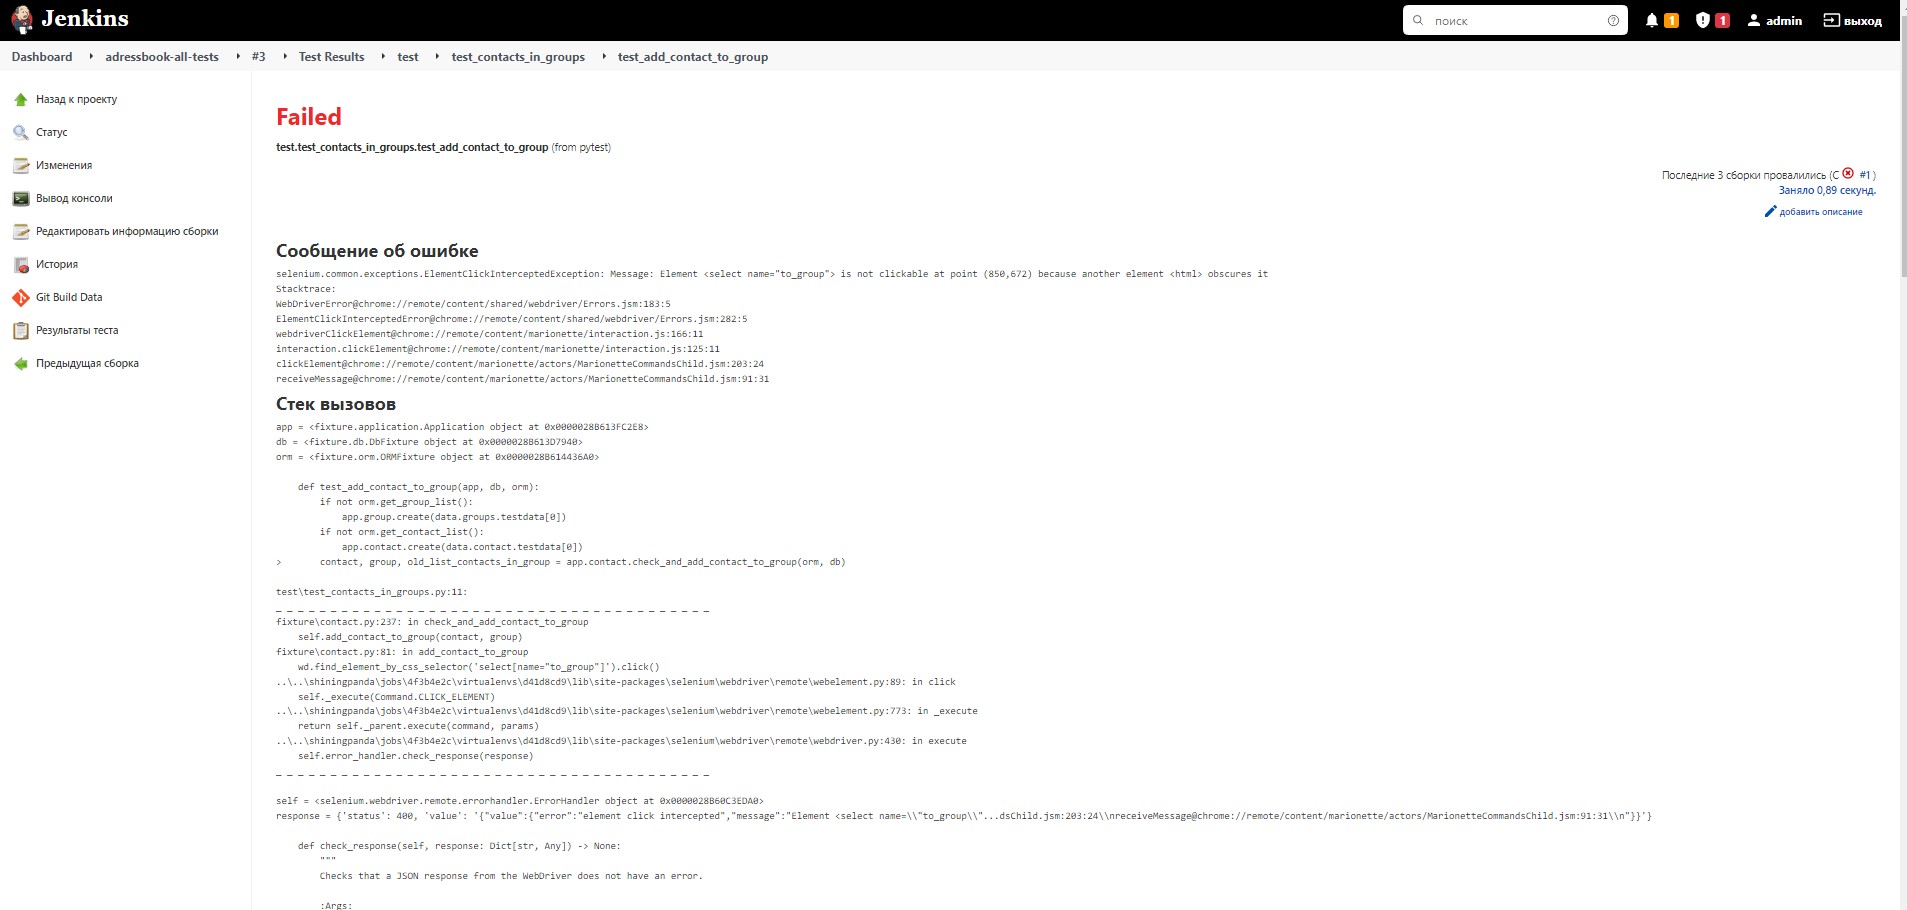 Jenkins
поиск
1
1
admin
выход
Dashboard
adressbook-all-tests
#3
Test Results
test
test_contacts_in_groups
test_add_contact_to_group
Назад к проекту
Статус
Изменения
Вывод консоли
Редактировать информацию сборки
История
Git Build Data
Результаты теста
Предыдущая сборка
Failed
test.test_contacts_in_groups.test_add_contact_to_group (from pytest)
Последние 3 сборки провалились (С #1 )
Заняло 0,89 секунд.
добавить описание
Сообщение об ошибке
selenium.common.exceptions.ElementClickInterceptedException: Message: Element <select name="to_group"> is not clickable at point (850,672) because another element <html> obscures it
Stacktrace:
WebDriverError@chrome://remote/content/shared/webdriver/Errors.jsm:183:5
ElementClickInterceptedError@chrome://remote/content/shared/webdriver/Errors.jsm:282:5
webdriverClickElement@chrome://remote/content/marionette/interaction.js:166:11
interaction.clickElement@chrome://remote/content/marionette/interaction.js:125:11
clickElement@chrome://remote/content/marionette/actors/MarionetteCommandsChild.jsm:203:24
receiveMessage@chrome://remote/content/marionette/actors/MarionetteCommandsChild.jsm:91:31
Стек вызовов
app = <fixture.application.Application object at 0x0000028B613FC2E8>
db = <fixture.db.DbFixture object at 0x0000028B613D7940>
orm = <fixture.orm.ORMFixture object at 0x0000028B614436A0>
def test_add_contact_to_group(app, db, orm):
if not orm.get_group_list():
app.group.create(data.groups.testdata[0])
if not orm.get_contact_list():
app.contact.create(data.contact.testdata[0])
> contact, group, old_list_contacts_in_group = app.contact.check_and_add_contact_to_group(orm, db)
test\test_contacts_in_groups.py:11:
_ _ _ _ _ _ _ _ _ _ _ _ _ _ _ _ _ _ _ _ _ _ _ _ _ _ _ _ _ _ _ _ _ _ _ _ _ _ _ _
fixture\contact.py:237: in check_and_add_contact_to_group
self.add_contact_to_group(contact, group)
fixture\contact.py:81: in add_contact_to_group
wd.find_element_by_css_selector('select[name="to_group"]').click()
..\..\shiningpanda\jobs\4f3b4e2c\virtualenvs\d41d8cd9\lib\site-packages\selenium\webdriver\remote\webelement.py:89: in click
self._execute(Command.CLICK_ELEMENT)
..\..\shiningpanda\jobs\4f3b4e2c\virtualenvs\d41d8cd9\lib\site-packages\selenium\webdriver\remote\webelement.py:773: in _execute
return self._parent.execute(command, params)
..\..\shiningpanda\jobs\4f3b4e2c\virtualenvs\d41d8cd9\lib\site-packages\selenium\webdriver\remote\webdriver.py:430: in execute
self.error_handler.check_response(response)
_ _ _ _ _ _ _ _ _ _ _ _ _ _ _ _ _ _ _ _ _ _ _ _ _ _ _ _ _ _ _ _ _ _ _ _ _ _ _ _
self = <selenium.webdriver.remote.errorhandler.ErrorHandler object at 0x0000028B60C3EDA0>
response = {'status': 400, 'value': '{"value":{"error":"element click intercepted","message":"Element <select name=\\"to_group\\"...dsChild.jsm:203:24\\nreceiveMessage@chrome://remote/content/marionette/actors/MarionetteCommandsChild.jsm:91:31\\n"}}'}
def check_response(self, response: Dict[str, Any]) -> None:
"""
Checks that a JSON response from the WebDriver does not have an error.
:Args: